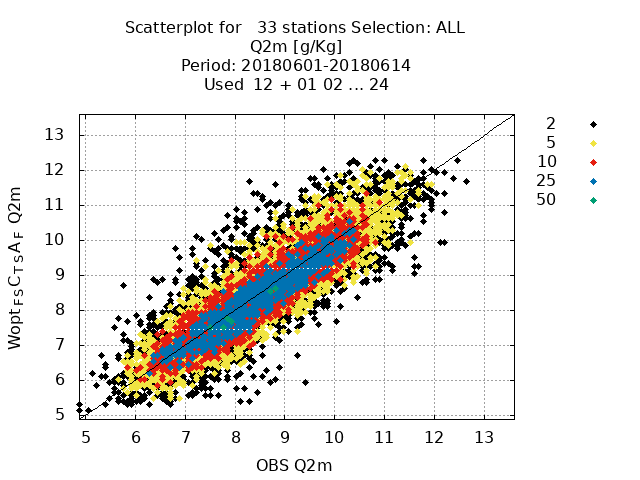 Scatterplot for   33 stations Selection: ALL
Q2m [g/Kg]
Period: 20180601-20180614
Used  12 + 01 02 ... 24
2
5
10
25
50
13
12
11
10
9
8
7
6
5
Wopt FSCTSAF Q2m
5 6 7 8 9 10 11 12 13
OBS Q2m